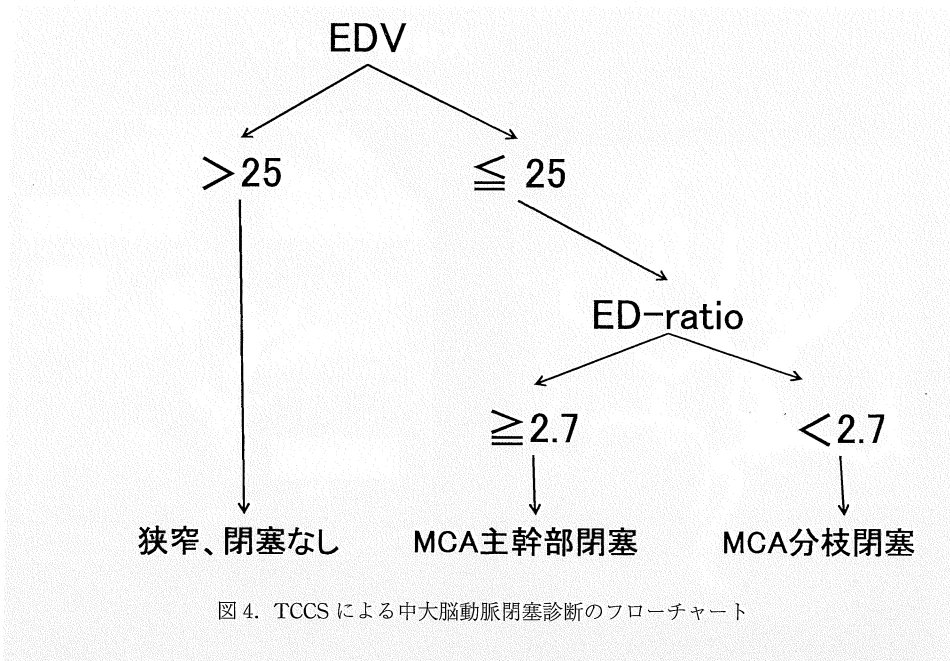 EDV
＞25
≦ 25
ED-ratio
≧2.7
＜2.7
狭窄、閉塞なし
MCA主幹部閉塞
MCA分枝閉塞
図 4. TCCS による中大脳動脈閉塞診断のフローチャート